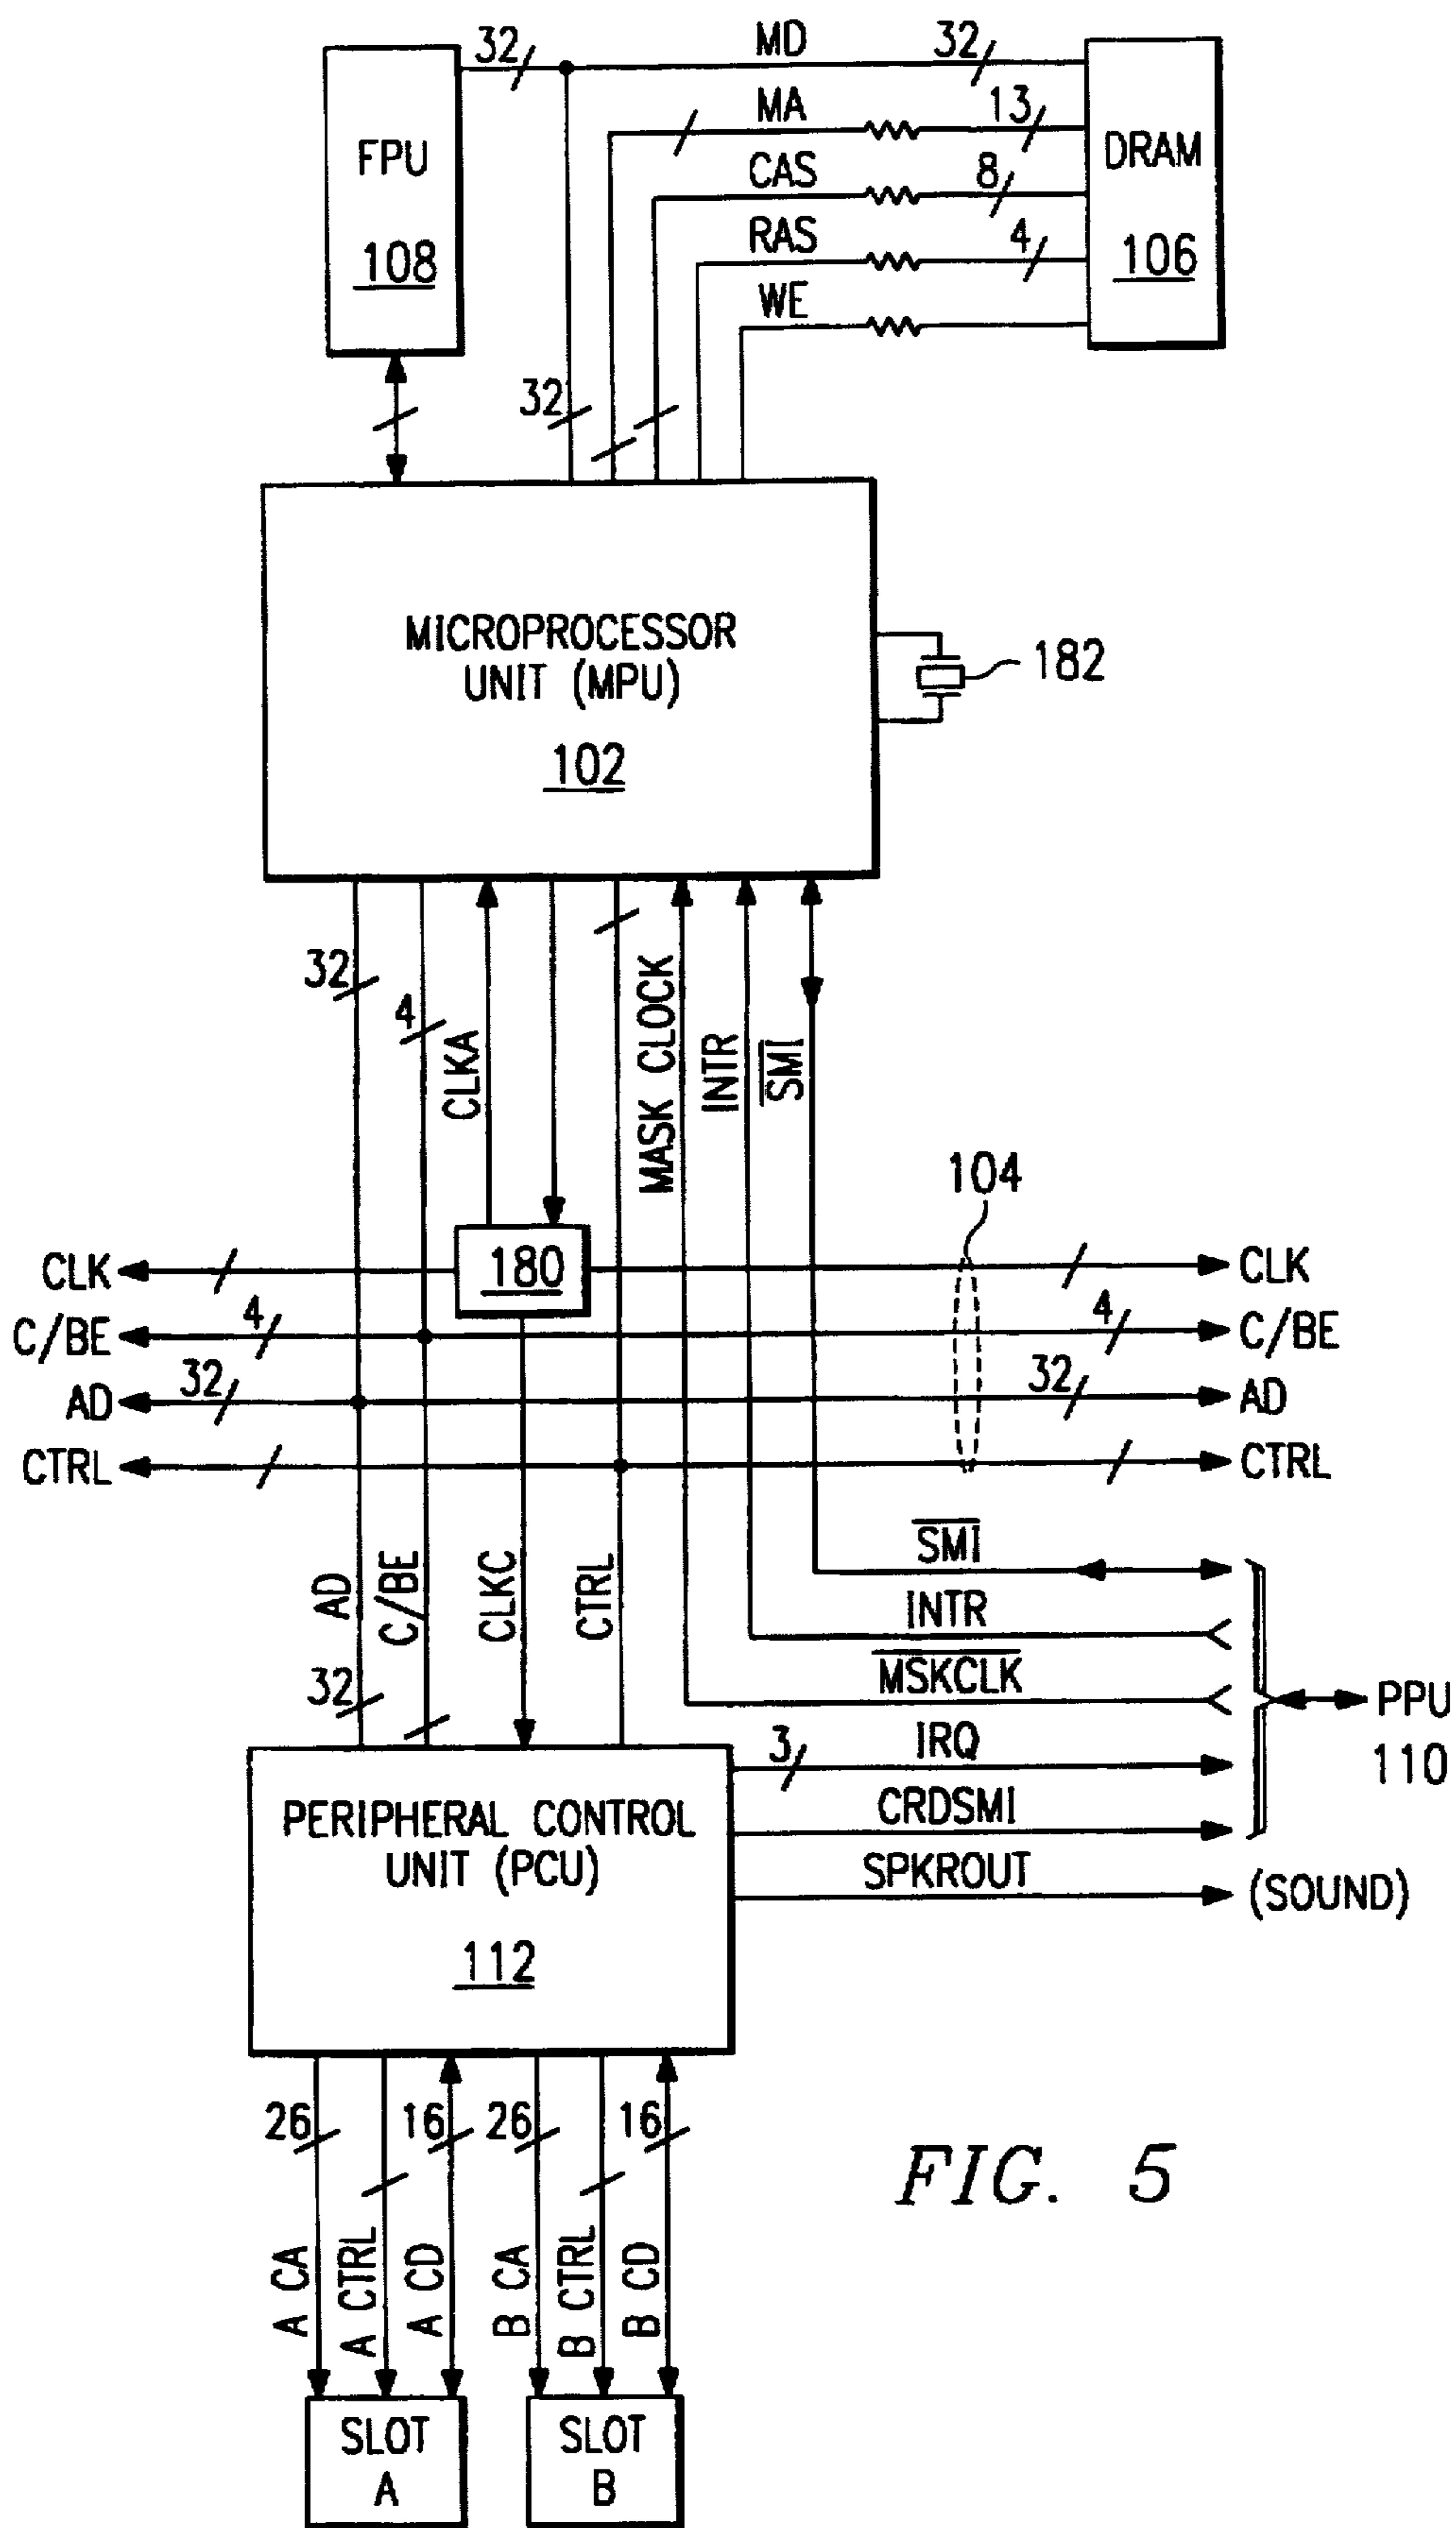 32 MD 32
MA 13
FPU DRAM
CAS 8
108 RAS 4 106
WE
32
MICROPROCESSOR
UNIT (MPU)
182
102
32
4
CLKA
MASK CLOCK
INTR
SMI
104
CLK 180 CLK
C/BE 4 4 C/BE
AD 32 32 AD
CTRL CTRL
AD
C/BE
CLKC
CTRL
SMI
INTR
MSKCLK
32
PPU
110
3 IRQ
PERIPHERAL CONTROL
UNIT (PCU)
CRDSMI
SPKROUT (SOUND)
112
26 16 26 16
A CA
A CTRL
A CD
B CA
B CTRL
B CD
FIG. 5
SLOT
A
SLOT
B